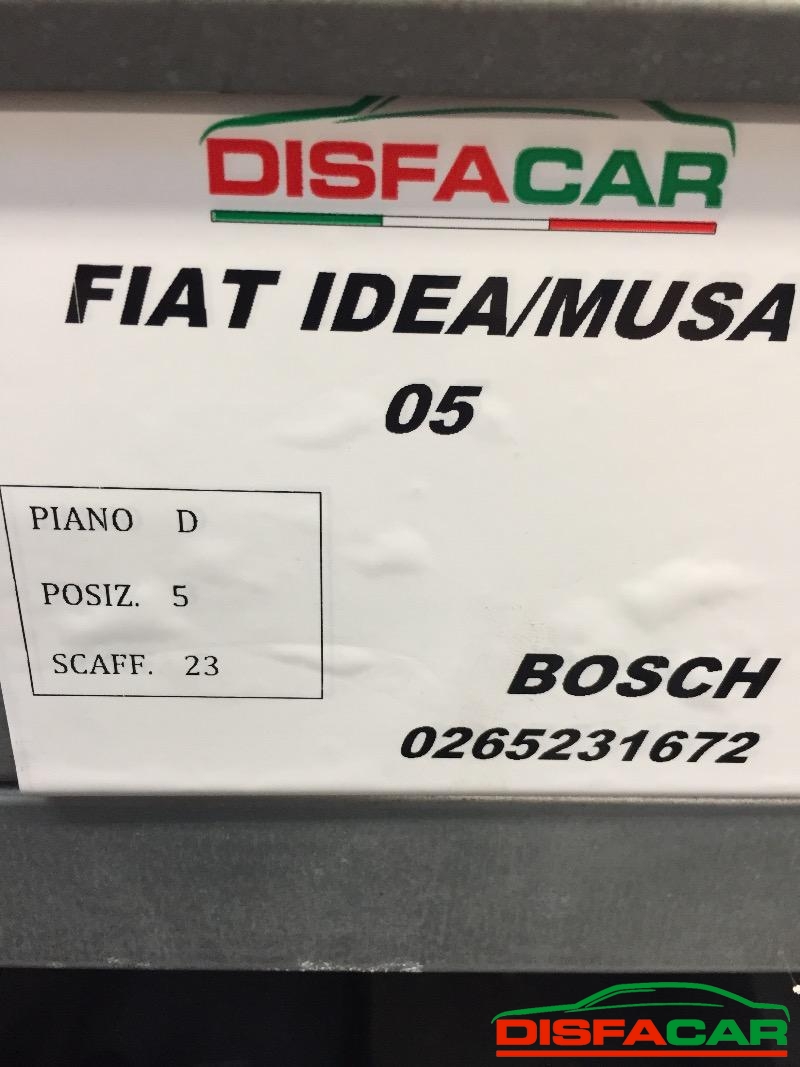 DISFACAR
FIAT IDEA/MUSA
05
PIANO D
POSIZ. 5
SCAFF. 23
BOSCH
0265231672
DISFACAR